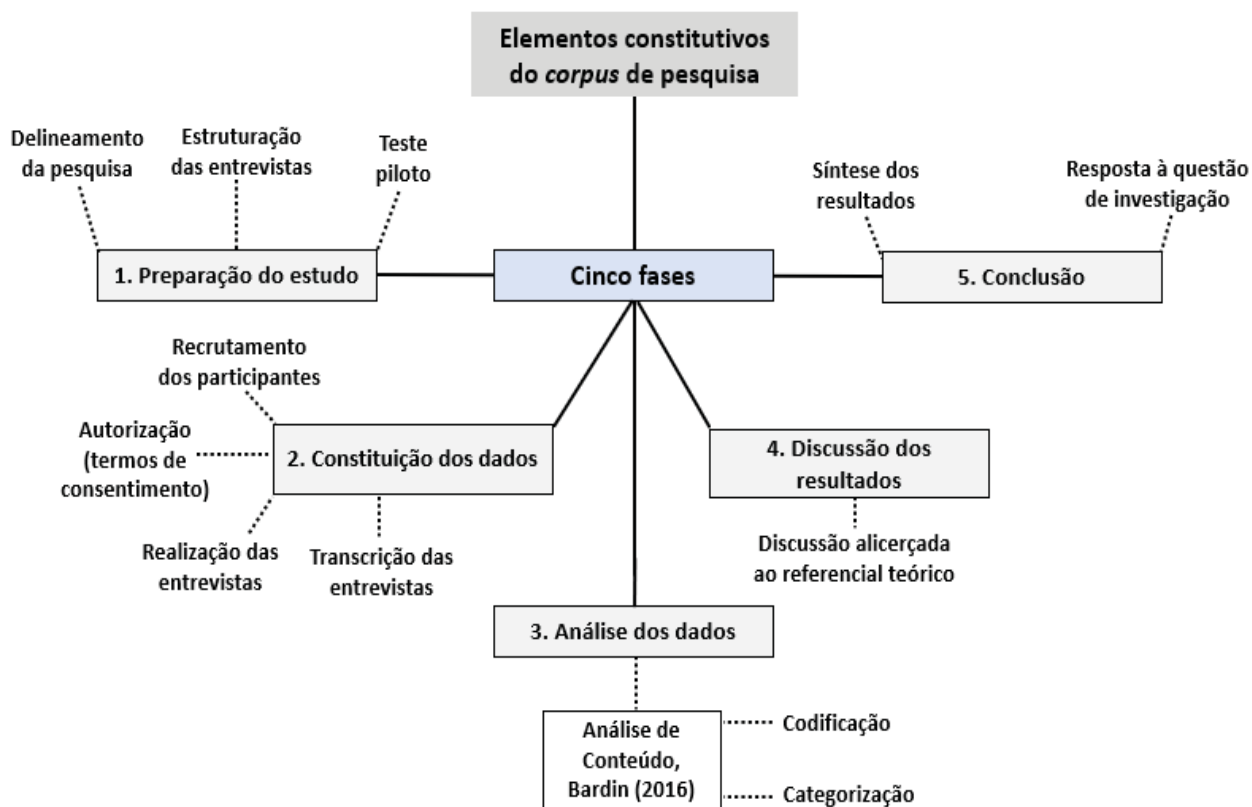 Elementos constitutivos
do corpus de pesquisa
Delineamento
da pesquisa
Estruturação
das entrevistas
Teste
piloto
Síntese dos
resultados
Resposta à questão
de investigação
1. Preparação do estudo
Cinco fases
5. Conclusão
Recrutamento
dos participantes
Autorização
(termos de
consentimento)
2. Constituição dos dados
Realização das
entrevistas
Transcrição das
entrevistas
4. Discussão dos
resultados
Discussão alicerçada
ao referencial teórico
3. Análise dos dados
Análise de
Conteúdo,
Bardin (2016)
Codificação
Categorização